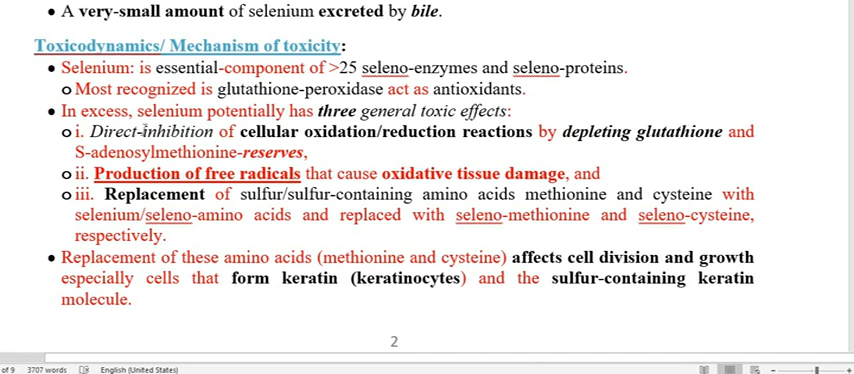 • A very-small amount of selenium excreted by bile.
Toxicodynamics/ Mechanism of toxicity:
• Selenium: is essential-component of >25 seleno-enzymes and seleno-proteins.
o Most recognized is glutathione-peroxidase act as antioxidants.
• In excess, selenium potentially has three general toxic effects:
o i. Direct-inhibition of cellular oxidation/reduction reactions by depleting glutathione and
S-adenosylmethionine-reserves,
o ii. Production of free radicals that cause oxidative tissue damage, and
o iii. Replacement of sulfur/sulfur-containing amino acids methionine and cysteine with
selenium/seleno-amino acids and replaced with seleno-methionine and seleno-cysteine,
respectively.
• Replacement of these amino acids (methionine and cysteine) affects cell division and growth
especially cells that form keratin (keratinocytes) and the sulfur-containing keratin
molecule.
2
of 9 3707 words English (United States)